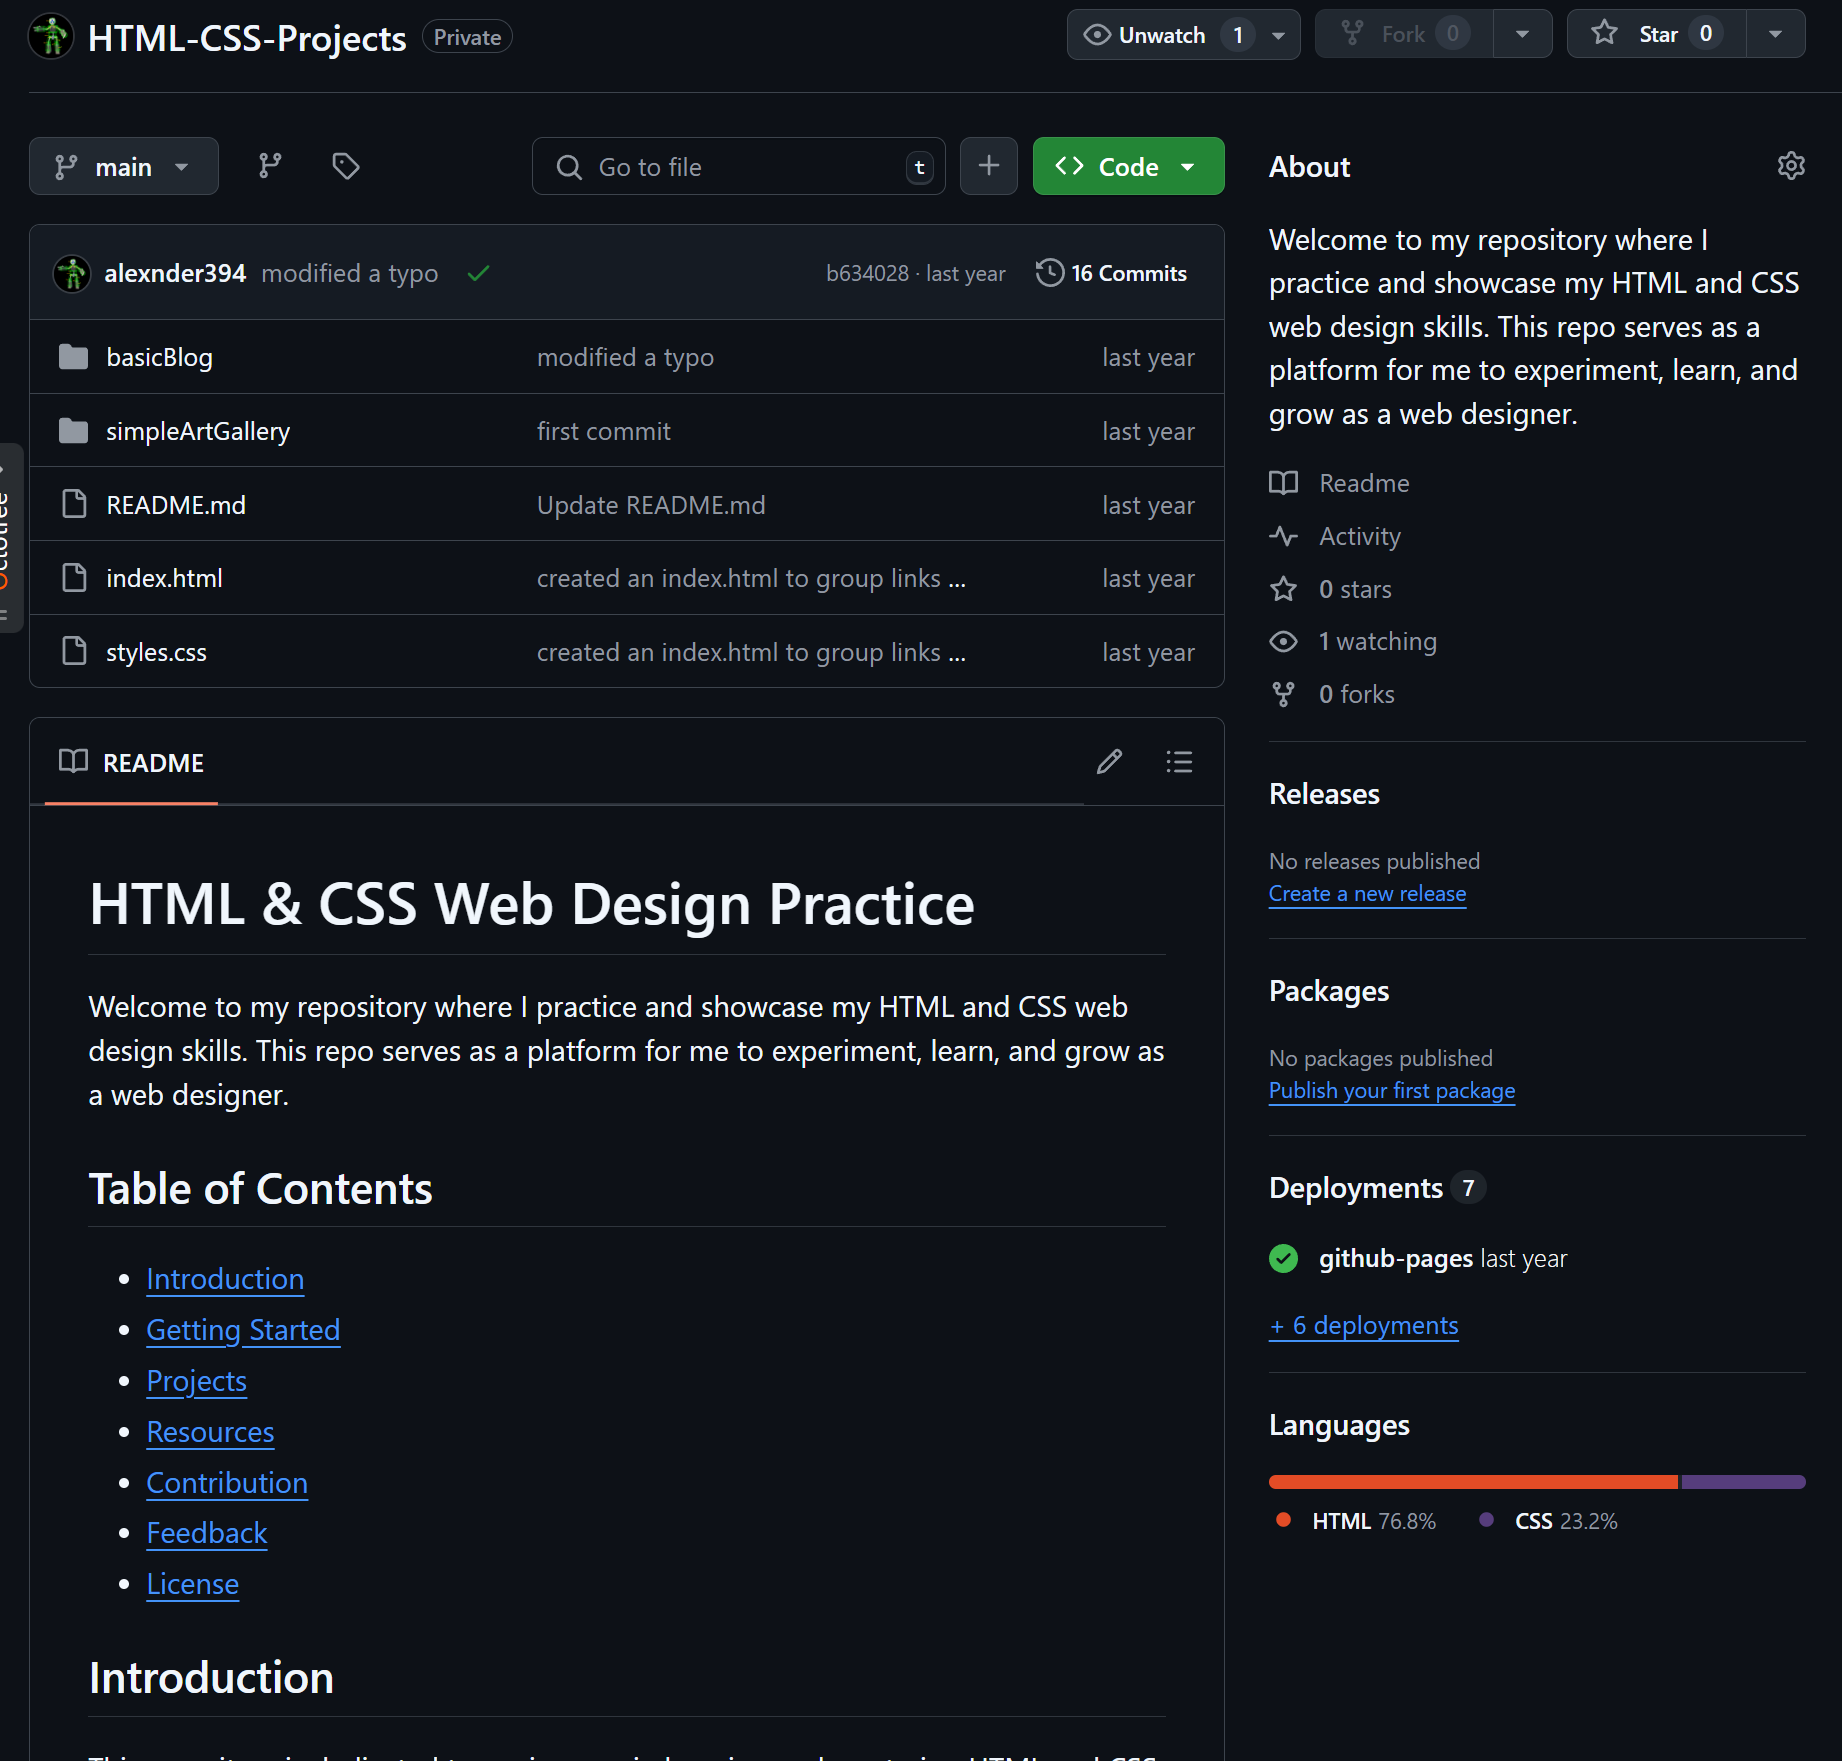 HTML-CSS-Projects Private Unwatch 1 Fork 0 Star 0
main Go to file t Code
alexnder394 modified a typo b634028 · last year 16 Commits
basicBlog modified a typo last year
simpleArtGallery first commit last year
README.md Update README.md last year
index.html created an index.html to group links ... last year
styles.css created an index.html to group links ... last year
README
HTML & CSS Web Design Practice
Welcome to my repository where I practice and showcase my HTML and CSS web
design skills. This repo serves as a platform for me to experiment, learn, and grow as
a web designer.
Table of Contents
Introduction
Getting Started
Projects
Resources
Contribution
Feedback
License
Introduction
About
Welcome to my repository where I
practice and showcase my HTML and CSS
web design skills. This repo serves as a
platform for me to experiment, learn, and
grow as a web designer.
Readme
Activity
0 stars
1 watching
0 forks
Releases
No releases published
Create a new release
Packages
No packages published
Publish your first package
Deployments 7
github-pages last year
+ 6 deployments
Languages
HTML 76.8% CSS 23.2%
Octotree